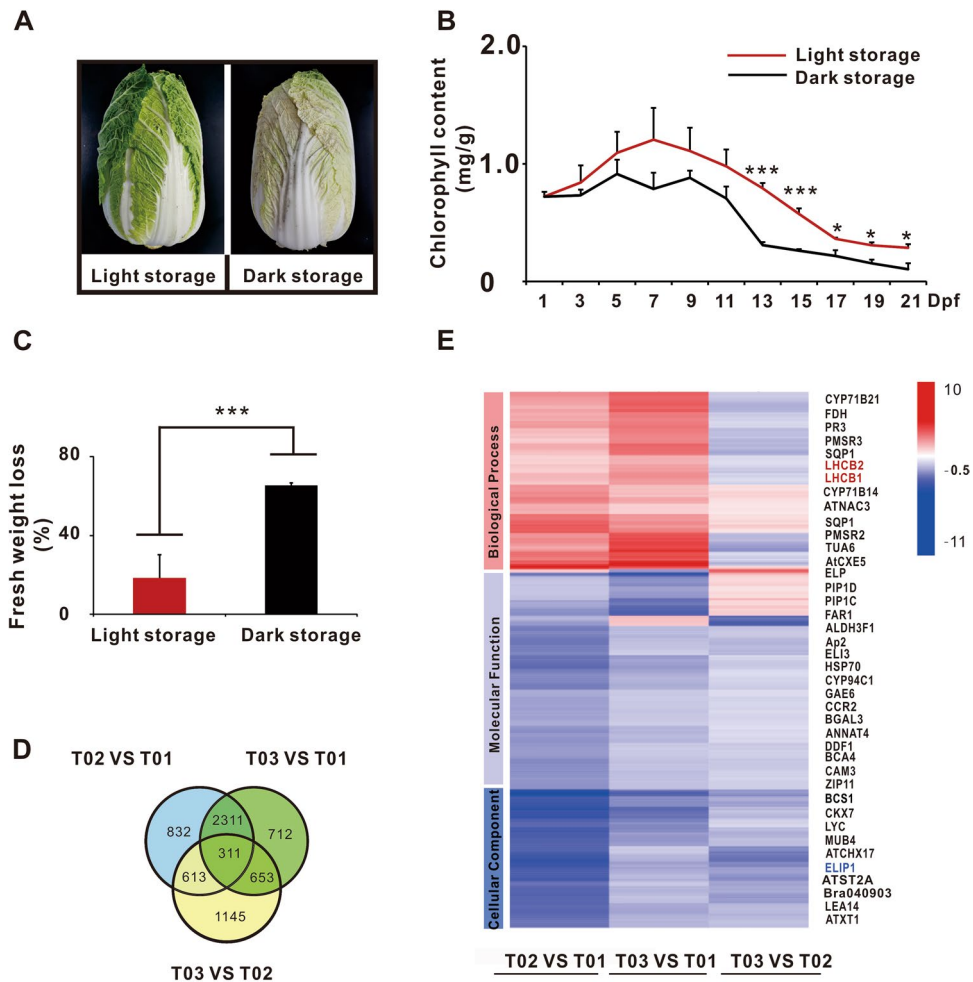 A
Light storage
Dark storage
B
Chlorophyll content
(mg/g)
2.0
1.0
0
Light storage
Dark storage
***
***
*
*
*
1 3 5 7 9 11 13 15 17 19 21 Dpf
C
Fresh weight loss
(%)
80
40
0
***
Light storage
Dark storage
D
T02 VS T01
T03 VS T01
832
2311
712
311
613
653
1145
T03 VS T02
E
Biological Process
Molecular Function
Cellular Component
CYP71B21
FDH
PR3
PMSR3
SQP1
LHCB2
LHCB1
CYP71B14
ATNAC3
SQP1
PMSR2
TUA6
AtCXE5
ELP
PIP1D
PIP1C
FAR1
ALDH3F1
Ap2
ELI3
HSP70
CYP94C1
GAE6
CCR2
BGAL3
ANNAT4
DDF1
BCA4
CAM3
ZIP11
BCS1
CKX7
LYC
MUB4
ATCHX17
ELIP1
ATST2A
Bra040903
LEA14
ATXT1
10
-0.5
-11
T02 VS T01
T03 VS T01
T03 VS T02